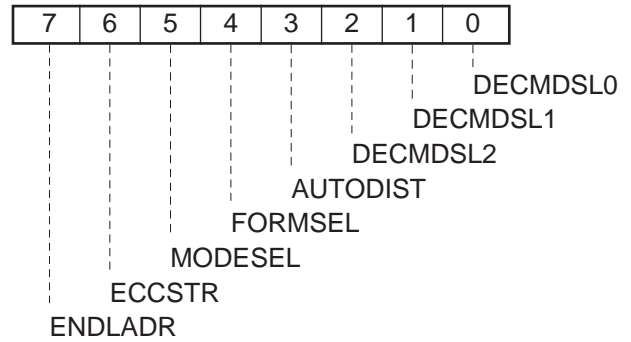 7 6 5 4 3 2 1 0
DECMDSL0
DECMDSL1
DECMDSL2
AUTODIST
FORMSEL
MODESEL
ECCSTR
ENDLADR